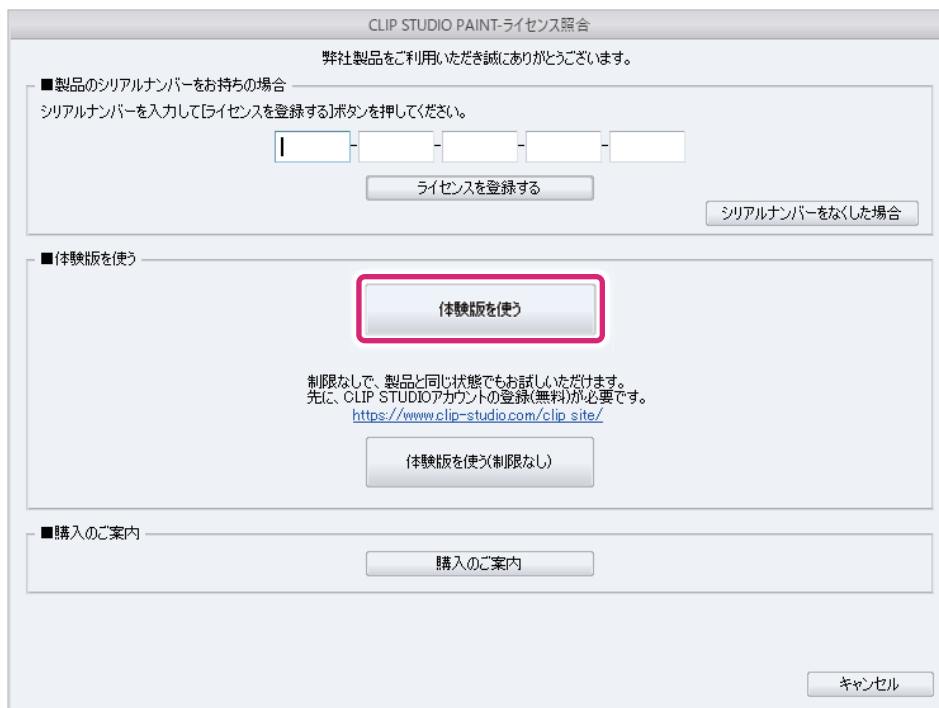 CLIP STUDIO PAINT-ライセンス照合
弊社製品をご利用いただき誠にありがとうございます。
■製品のシリアルナンバーをお持ちの場合
シリアルナンバーを入力して[ライセンスを登録する]ボタンを押してください。
- - - -
ライセンスを登録する
シリアルナンバーをなくした場合
■体験版を使う
体験版を使う
制限なしで、製品と同じ状態でもお試しいただけます。
先に、CLIP STUDIOアカウントの登録(無料)が必要です。
https://www.clip-studio.com/clip_site/
体験版を使う(制限なし)
■購入のご案内
購入のご案内
キャンセル